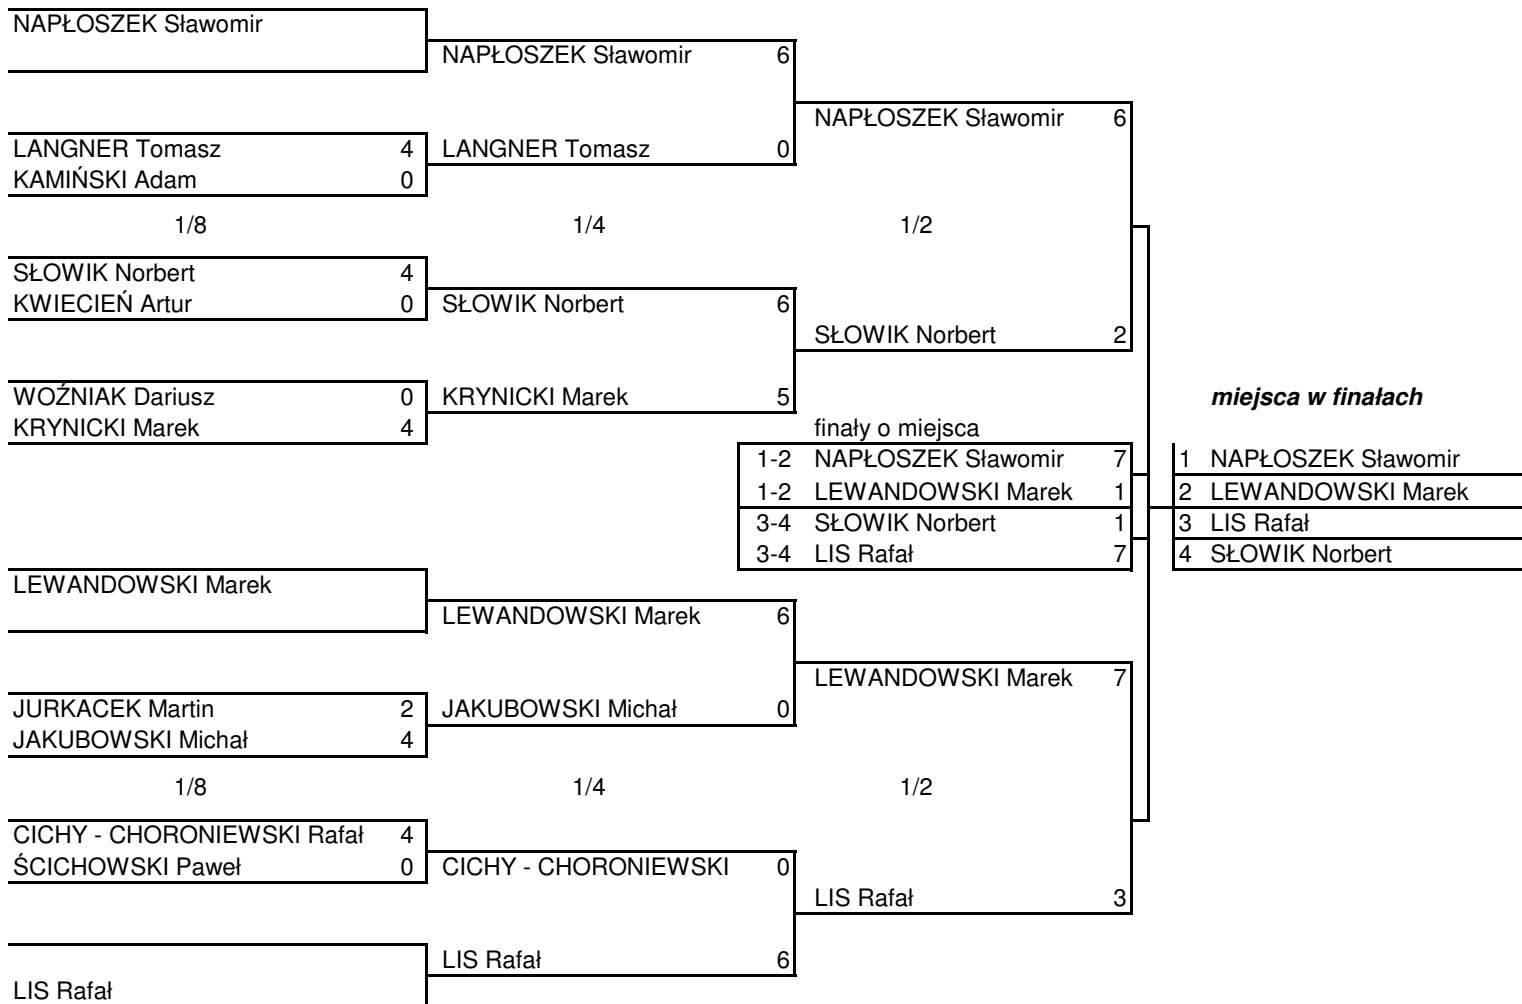 NAPŁOSZEK Sławomir
NAPŁOSZEK Sławomir 6
NAPŁOSZEK Sławomir 6
LANGNER Tomasz 4 LANGNER Tomasz 0
KAMIŃSKI Adam 0
1/8 1/4 1/2
SŁOWIK Norbert 4
KWIECIEŃ Artur 0 SŁOWIK Norbert 6
SŁOWIK Norbert 2
WOŹNIAK Dariusz 0 KRYNICKI Marek 5 miejsca w finałach
KRYNICKI Marek 4 finały o miejsca
1-2 NAPŁOSZEK Sławomir 7 1 NAPŁOSZEK Sławomir
1-2 LEWANDOWSKI Marek 1 2 LEWANDOWSKI Marek
3-4 SŁOWIK Norbert 1 3 LIS Rafał
3-4 LIS Rafał 7 4 SŁOWIK Norbert
LEWANDOWSKI Marek
LEWANDOWSKI Marek 6
LEWANDOWSKI Marek 7
JURKACEK Martin 2 JAKUBOWSKI Michał 0
JAKUBOWSKI Michał 4
1/8 1/4 1/2
CICHY - CHORONIEWSKI Rafał 4
ŚCICHOWSKI Paweł 0 CICHY - CHORONIEWSKI 0
LIS Rafał 3
LIS Rafał 6
LIS Rafał